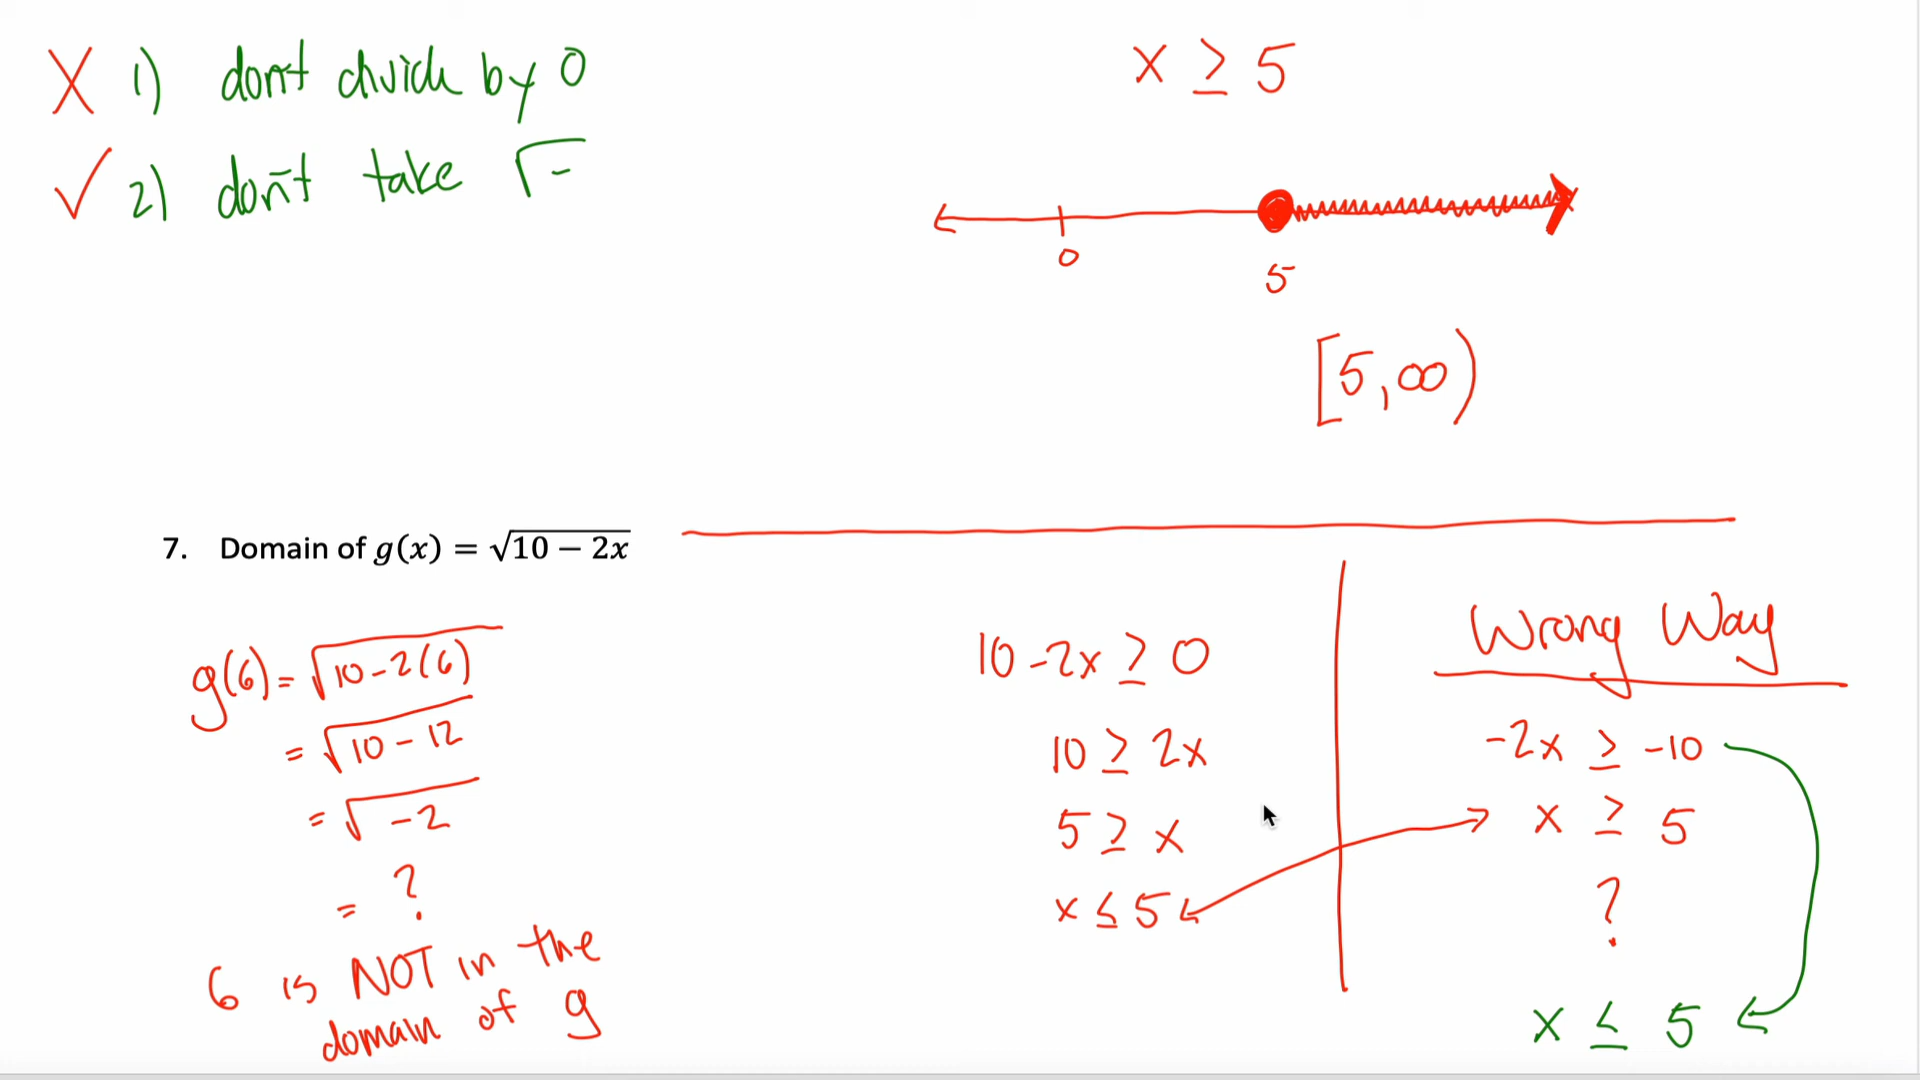 X 1) don't divide by 0
✓ 2) don't take √-
x ≥ 5
0
5
[5,∞)
7. Domain of g(x) = √10 − 2x
g(6) = √10-2(6)
= √10 - 12
= √-2
= ?
6 is NOT in the
domain of g
10-2x ≥ 0
10 ≥ 2x
5 ≥ x
x ≤ 5
Wrong Way
-2x ≥ -10
x ≥ 5
?
x ≤ 5